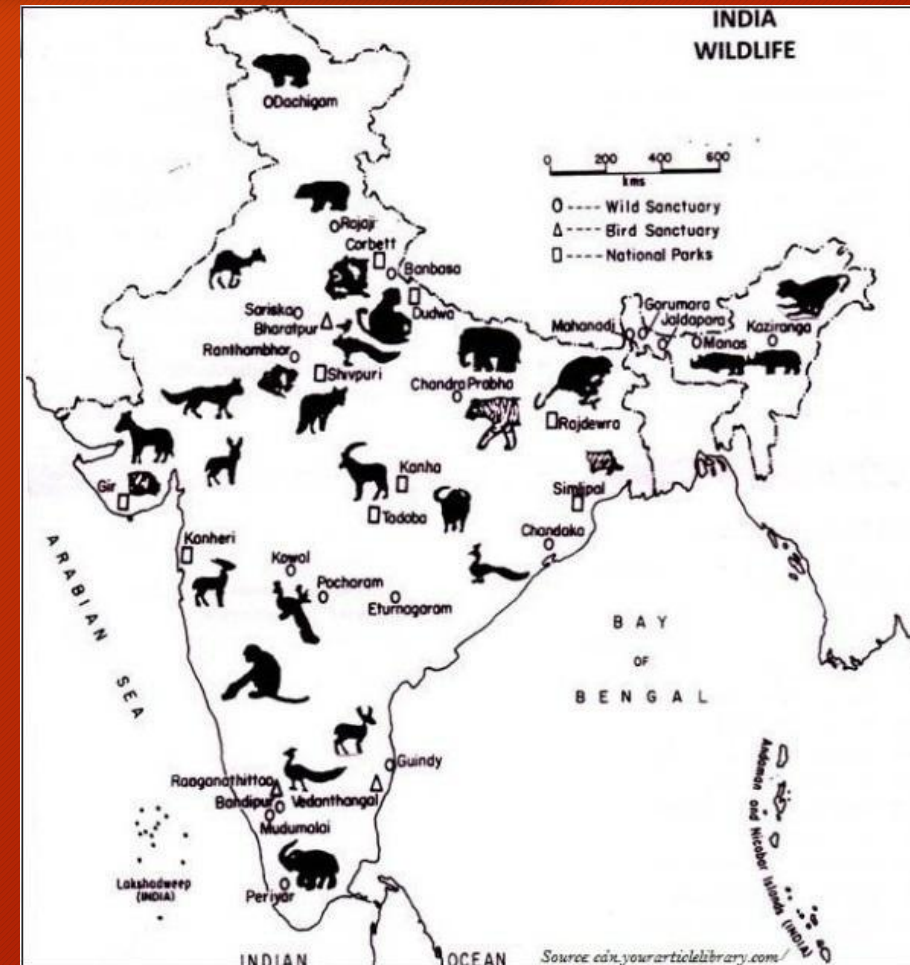 INDIA
WILDLIFE
Dachigam
0 200 400 600
kms
---- Wild Sanctuary
---- Bird Sanctuary
---- National Parks
Rajaji
Corbett
Banbasa
Dudwa
Sariska
Bharatpur
Ranthambhor
Shivpuri
Chandra Prabha
Mahanadi
Gorumara
Jaldapara
Manas
Kaziranga
Rajdewra
Gir
Kanha
Tadoba
Simlipal
Chandaka
Kanheri
Kawal
Pocharam
Eturnagaram
ARABIAN SEA
BAY
OF
BENGAL
Guindy
Raaganathittoo
Bandipur
Vedanthangal
Mudumalai
Periyar
Lakshadweep
(INDIA)
Andaman and Nicobar Islands (INDIA)
INDIAN OCEAN
Source: cdn.yourarticlelibrary.com/